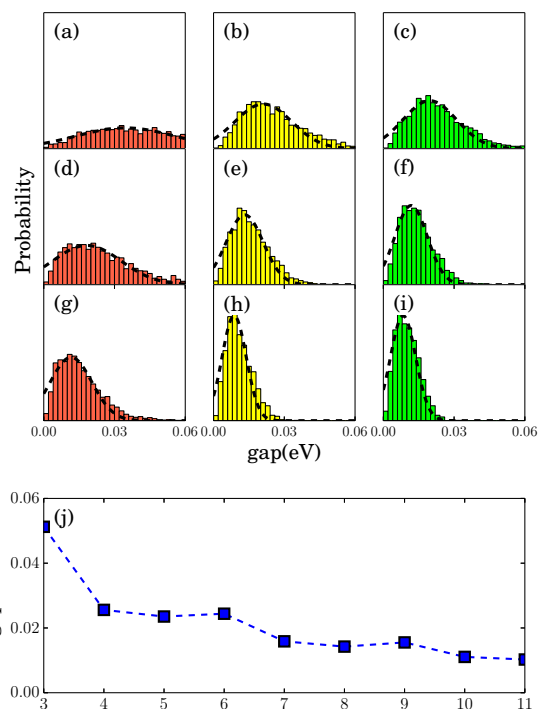 (a) (b) (c)
(d) (e) (f)
(g) (h) (i)
Probability
0.00 0.03 0.06 0.00 0.03 0.06 0.00 0.03 0.06
gap(eV)
(j)
0.06
0.04
0.02
0.00
3 4 5 6 7 8 9 10 11